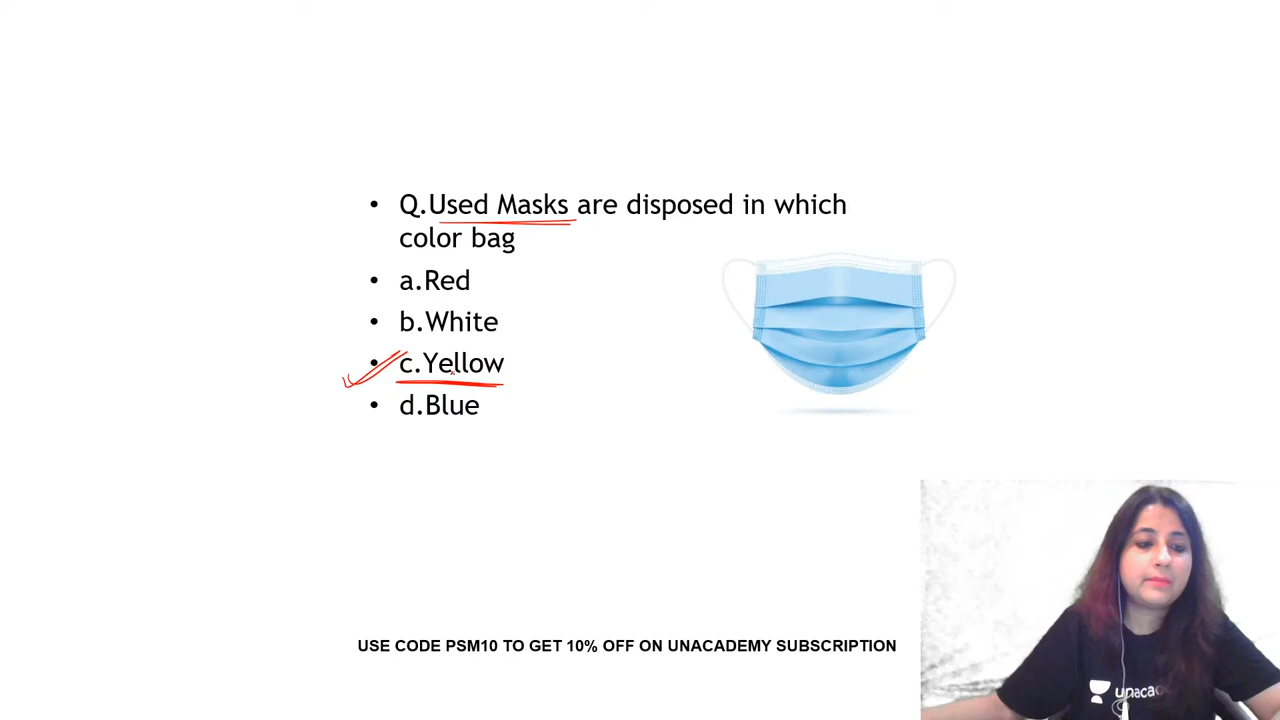 • Q.Used Masks are disposed in which
color bag
• a.Red
• b.White
• c.Yellow
• d.Blue
USE CODE PSM10 TO GET 10% OFF ON UNACADEMY SUBSCRIPTION